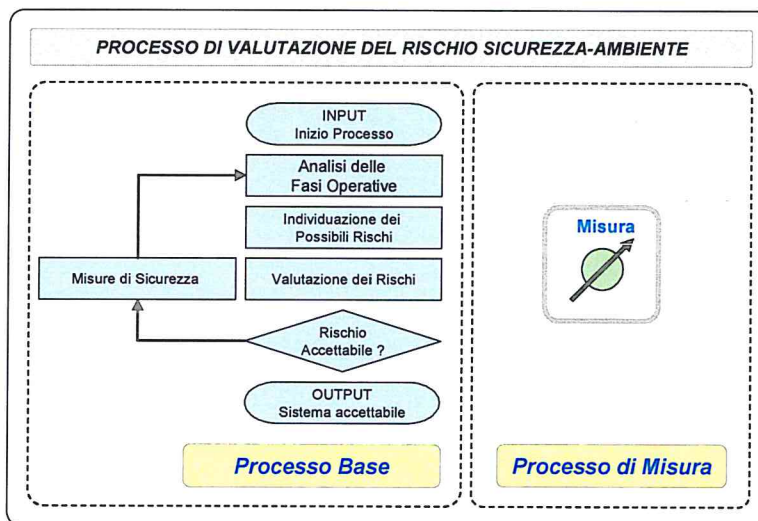 PROCESSO DI VALUTAZIONE DEL RISCHIO SICUREZZA-AMBIENTE
INPUT
Inizio Processo
Analisi delle
Fasi Operative
Individuazione dei
Possibili Rischi
Misure di Sicurezza
Valutazione dei Rischi
Rischio
Accettabile ?
OUTPUT
Sistema accettabile
Processo Base
Misura
Processo di Misura